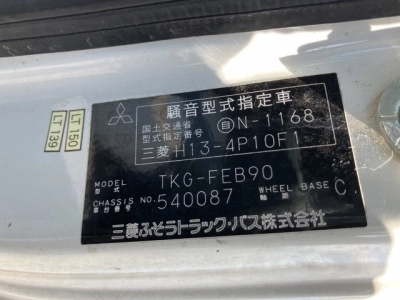 LT 150
LT 139
騒音型式指定車
国土交通省
型式指定番号
自 N-1168
三菱 H13-4P10F1
MODEL
型式
TKG-FEB90
CHASSIS NO.
車台番号
540087
WHEEL BASE
軸距
C
三菱ふそうトラック・バス株式会社